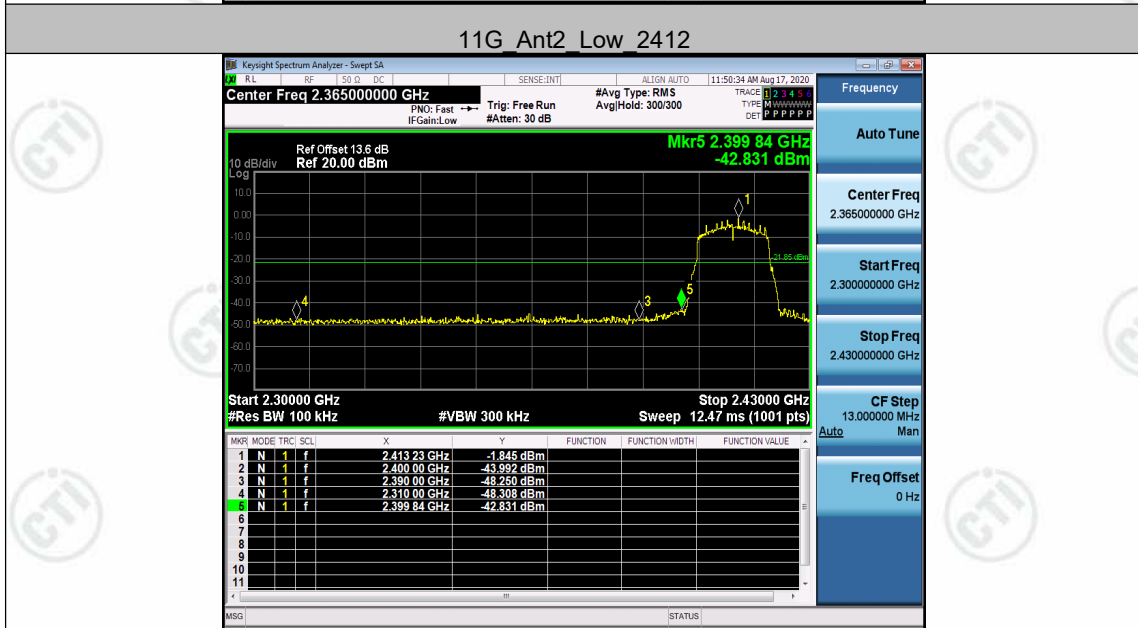 11G_Ant2_Low_2412
Keysight Spectrum Analyzer - Swept SA
LXI RL RF 50 Ω DC SENSE:INT ALIGN AUTO 11:50:34 AM Aug 17, 2020
Center Freq 2.365000000 GHz #Avg Type: RMS TRACE 1 2 3 4 5 6
PNO: Fast Trig: Free Run Avg|Hold: 300/300 TYPE M WWWWW
IFGain:Low #Atten: 30 dB DET P P P P P P
Frequency
Auto Tune
Center Freq
2.365000000 GHz
Start Freq
2.300000000 GHz
Stop Freq
2.430000000 GHz
CF Step
13.000000 MHz
Auto Man
Freq Offset
0 Hz
Mkr5 2.399 84 GHz
-42.831 dBm
Ref Offset 13.6 dB
10 dB/div Ref 20.00 dBm
Log
10.0
0.00
-10.0
-20.0
-30.0
-40.0
-50.0
-60.0
-70.0
1
-21.85 dBm
5
4
3
Start 2.30000 GHz Stop 2.43000 GHz
#Res BW 100 kHz #VBW 300 kHz Sweep 12.47 ms (1001 pts)
MKR MODE TRC SCL X Y FUNCTION FUNCTION WIDTH FUNCTION VALUE
1 N 1 f 2.413 23 GHz -1.845 dBm
2 N 1 f 2.400 00 GHz -43.992 dBm
3 N 1 f 2.390 00 GHz -48.250 dBm
4 N 1 f 2.310 00 GHz -48.308 dBm
5 N 1 f 2.399 84 GHz -42.831 dBm
6
7
8
9
10
11
MSG STATUS
CTI
CTI
CTI
CTI
CTI